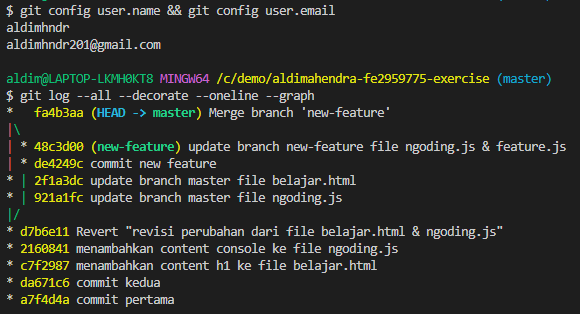 $ git config user.name && git config user.email
aldimhndr
aldimhndr201@gmail.com
aldim@LAPTOP-LKMH0KT8 MINGW64 /c/demo/aldimahendra-fe2959775-exercise (master)
$ git log --all --decorate --oneline --graph
*   fa4b3aa (HEAD -> master) Merge branch 'new-feature'
|\
| * 48c3d00 (new-feature) update branch new-feature file ngoding.js & feature.js
| * de4249c commit new feature
* | 2f1a3dc update branch master file belajar.html
* | 921a1fc update branch master file ngoding.js
|/
* d7b6e11 Revert "revisi perubahan dari file belajar.html & ngoding.js"
* 2160841 menambahkan content console ke file ngoding.js
* c7f2987 menambahkan content h1 ke file belajar.html
* da671c6 commit kedua
* a7f4d4a commit pertama